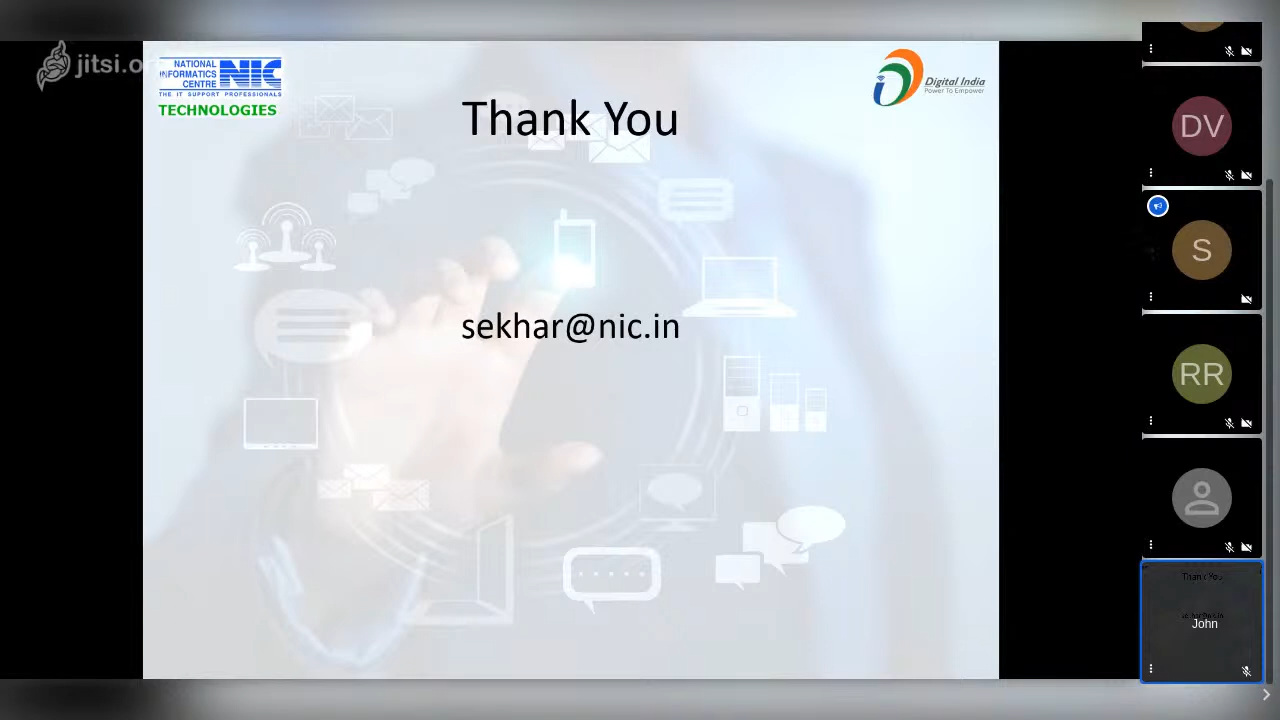 jitsi.or
NATIONAL
INFORMATICS
CENTRE
NIC
THE IT SUPPORT PROFESSIONALS
TECHNOLOGIES
Digital India
Power To Empower
Thank You
sekhar@nic.in
DV
S
RR
Thank You
John